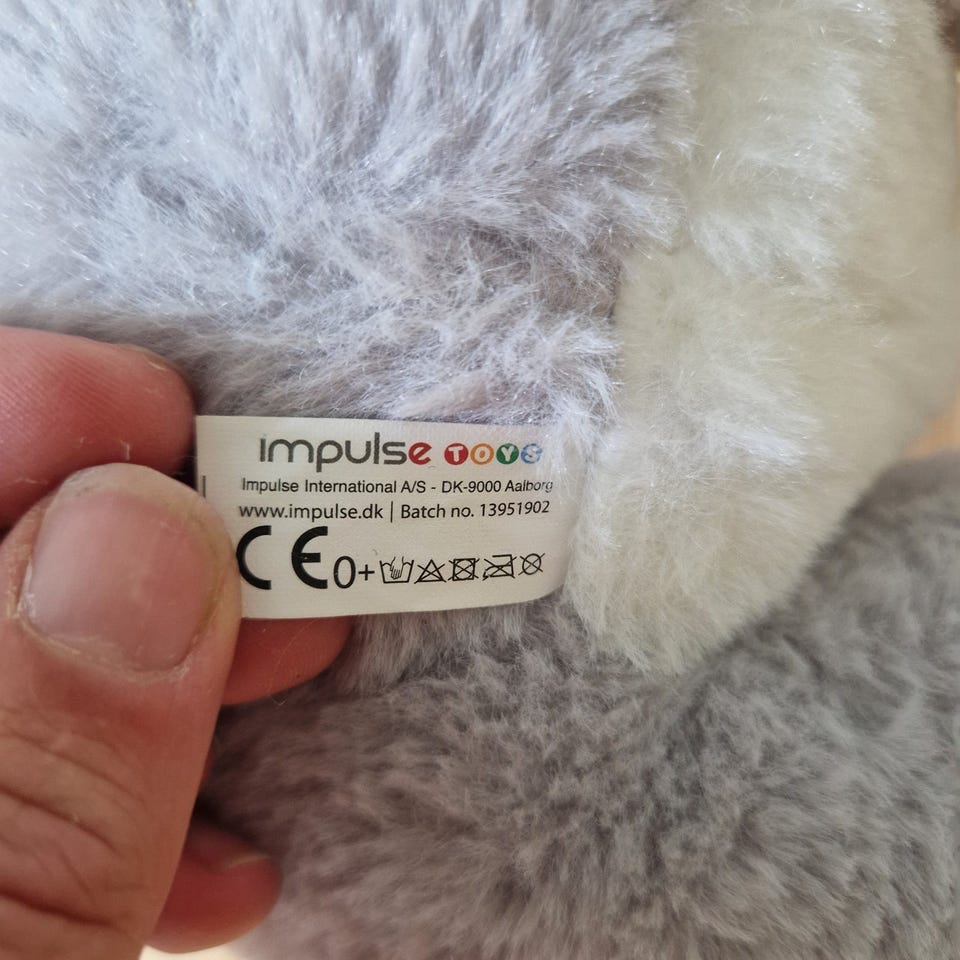 impulse TOYS
Impulse International A/S - DK-9000 Aalborg
www.impulse.dk | Batch no. 13951902
CE 0+